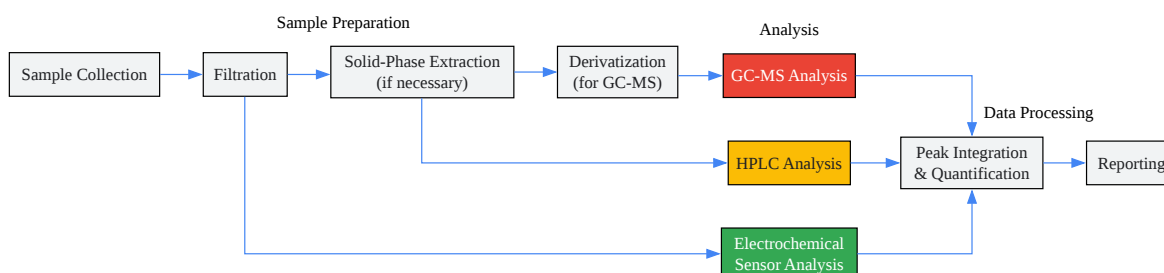 Sample Preparation
Analysis
Sample Collection
Filtration
Solid-Phase Extraction
(if necessary)
Derivatization
(for GC-MS)
GC-MS Analysis
Data Processing
HPLC Analysis
Peak Integration
& Quantification
Reporting
Electrochemical
Sensor Analysis